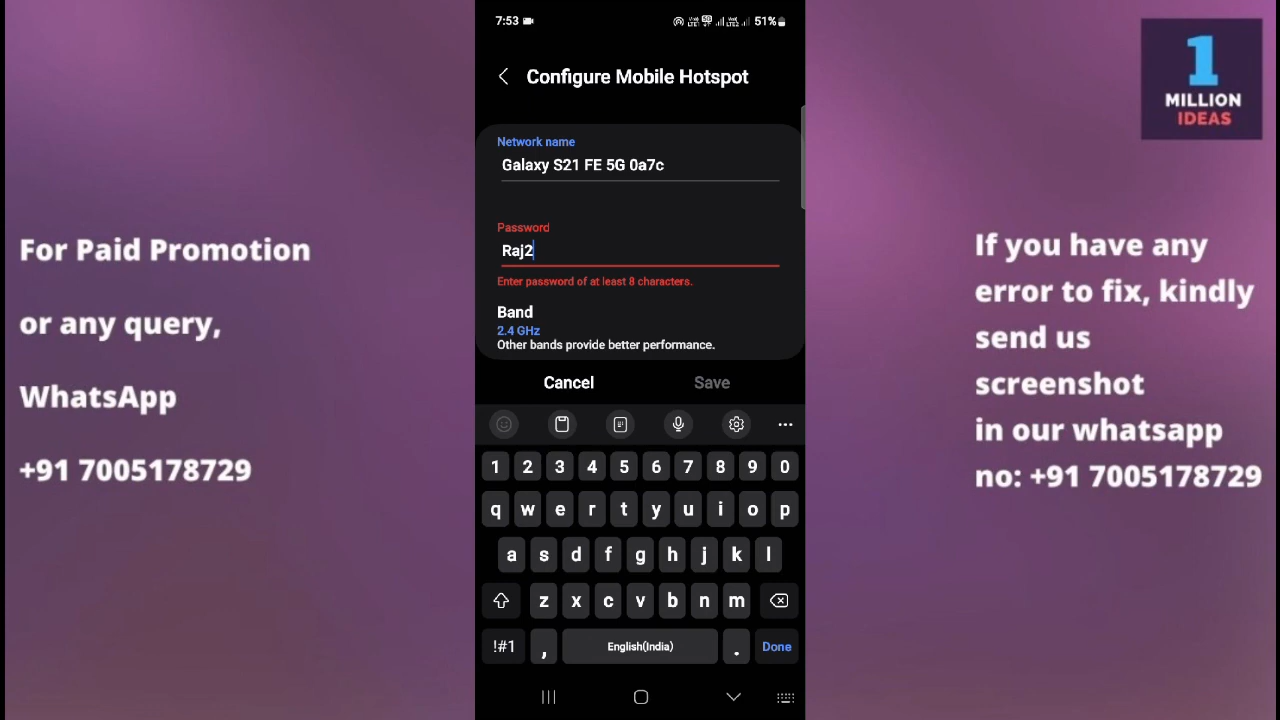 For Paid Promotion
or any query,
WhatsApp
+91 7005178729
7:53
51%
Configure Mobile Hotspot
Network name
Galaxy S21 FE 5G 0a7c
Password
Raj2
Enter password of at least 8 characters.
Band
2.4 GHz
Other bands provide better performance.
Cancel Save
1 2 3 4 5 6 7 8 9 0
q w e r t y u i o p
a s d f g h j k l
z x c v b n m
!#1 , English(India) . Done
1
MILLION
IDEAS
If you have any
error to fix, kindly
send us
screenshot
in our whatsapp
no: +91 7005178729